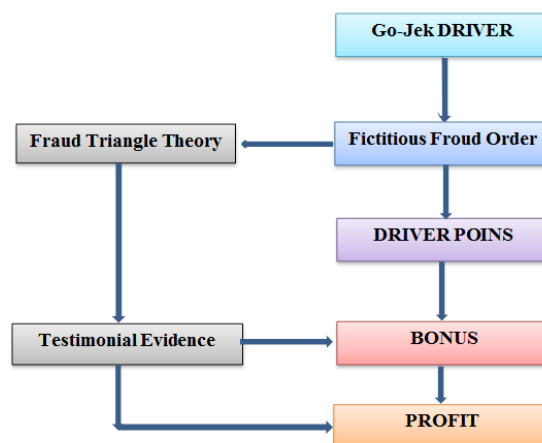 Go-Jek DRIVER
Fraud Triangle Theory
Fictitious Froud Order
DRIVER POINS
Testimonial Evidence
BONUS
PROFIT